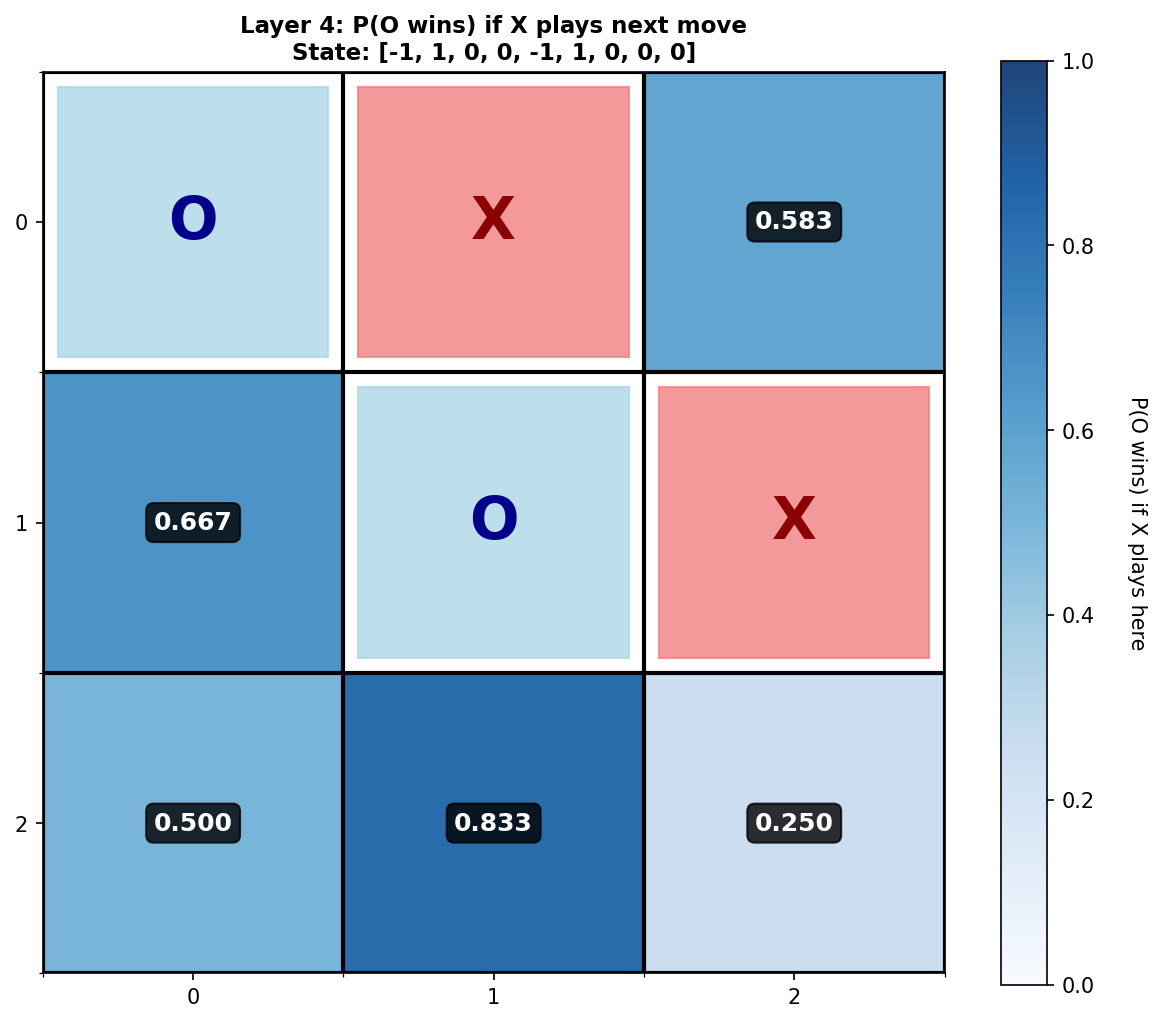 Layer 4: P(O wins) if X plays next move
State: [-1, 1, 0, 0, -1, 1, 0, 0, 0]
O
X
0.583
0.667
O
X
0.500
0.833
0.250
0
1
2
0
1
2
1.0
0.8
0.6
0.4
0.2
0.0
P(O wins) if X plays here